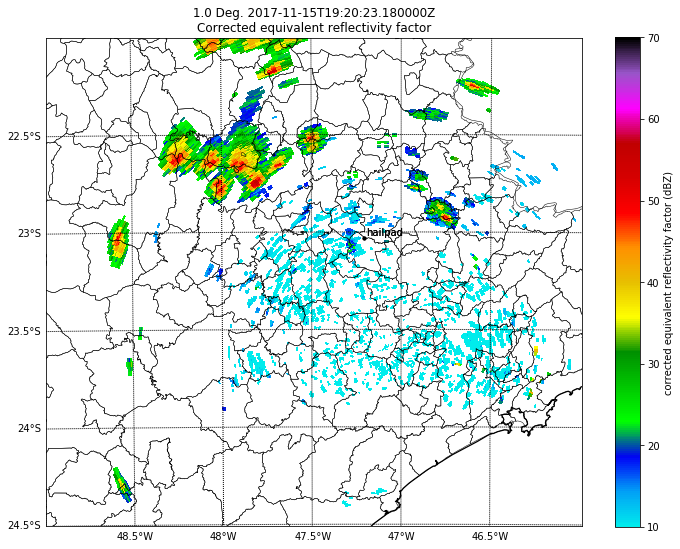 1.0 Deg. 2017-11-15T19:20:23.180000Z
Corrected equivalent reflectivity factor
70
60
50
40
30
20
10
corrected equivalent reflectivity factor (dBZ)
22.5°S
23°S
23.5°S
24°S
24.5°S
hailpad
48.5°W
48°W
47.5°W
47°W
46.5°W